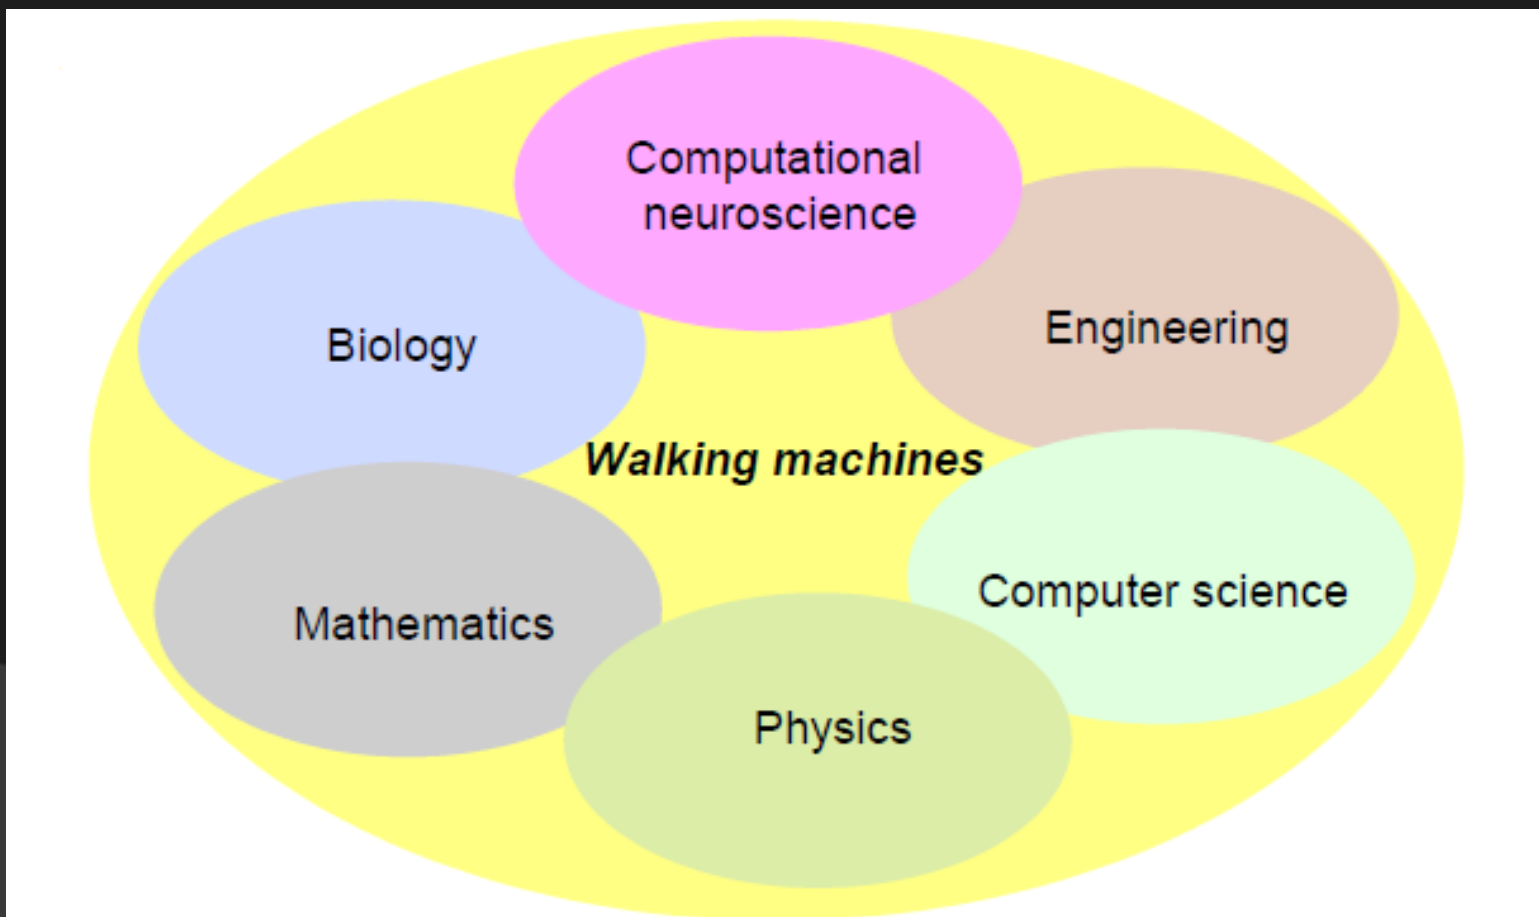 Computational
neuroscience
Engineering
Biology
Walking machines
Computer science
Mathematics
Physics